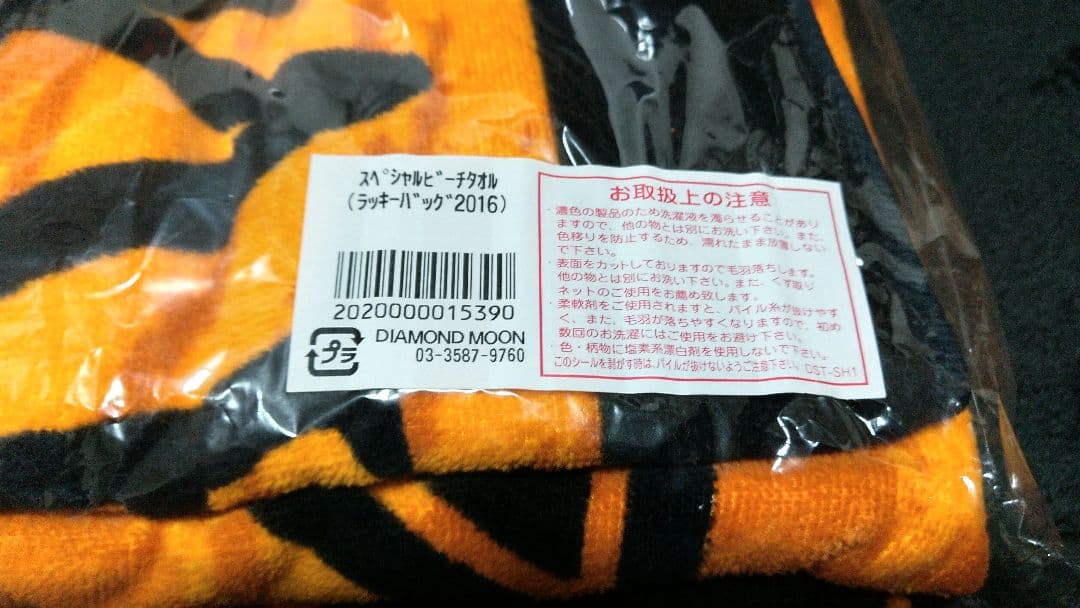 ｽﾍﾟｼｬﾙﾋﾞｰﾁﾀｵﾙ
(ﾗｯｷｰﾊﾞｯｸﾞ2016)
2020000015390
プラ
DIAMOND MOON
03-3587-9760
お取扱上の注意
・濃色の製品のため洗濯液を濁らせることがあり
ますので、他の物とは別にお洗い下さい。また、
色移りを防止するため、濡れたまま放置しない
で下さい。
・表面をカットしておりますので毛羽落ちします。
他の物とは別にお洗い下さい。また、くず取り
ネットのご使用をお薦め致します。
・柔軟剤をご使用されますと、パイル糸が抜けやす
く、また、毛羽が落ちやすくなりますので、初め
数回のお洗濯にはご使用をお避け下さい。
・色・柄物に塩素系漂白剤を使用しないで下さい。
このシールを剥がす時は、パイルが抜けないようご注意下さい。DST-SH1